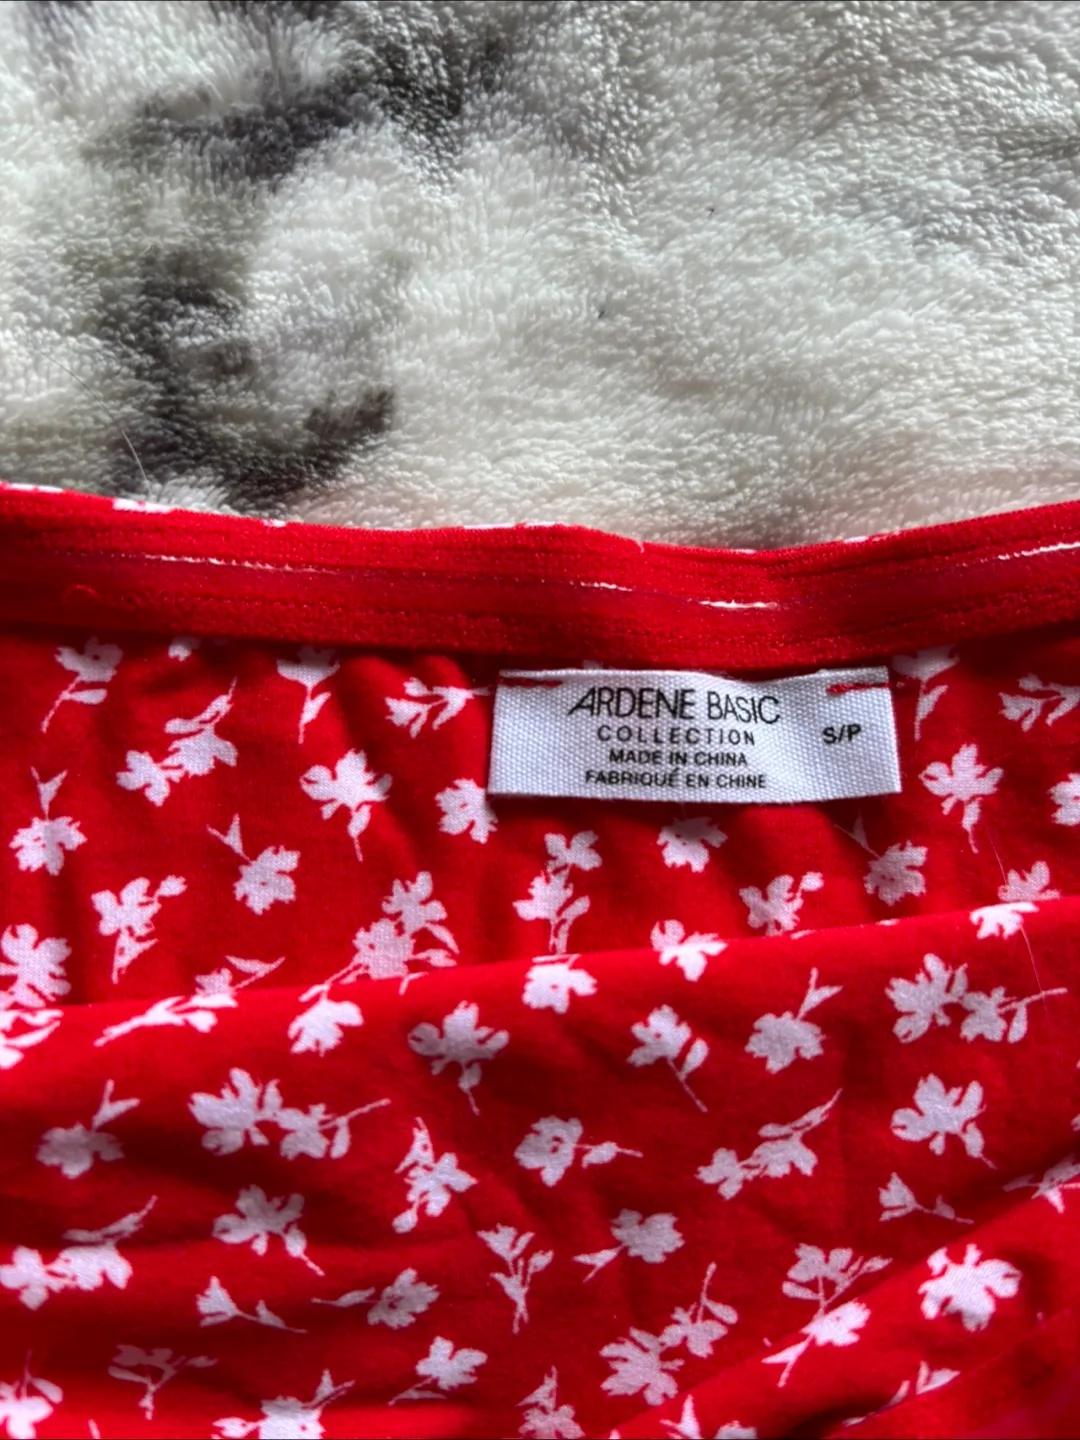 ARDENE BASIC
COLLECTION
MADE IN CHINA
FABRIQUÉ EN CHINE
S/P